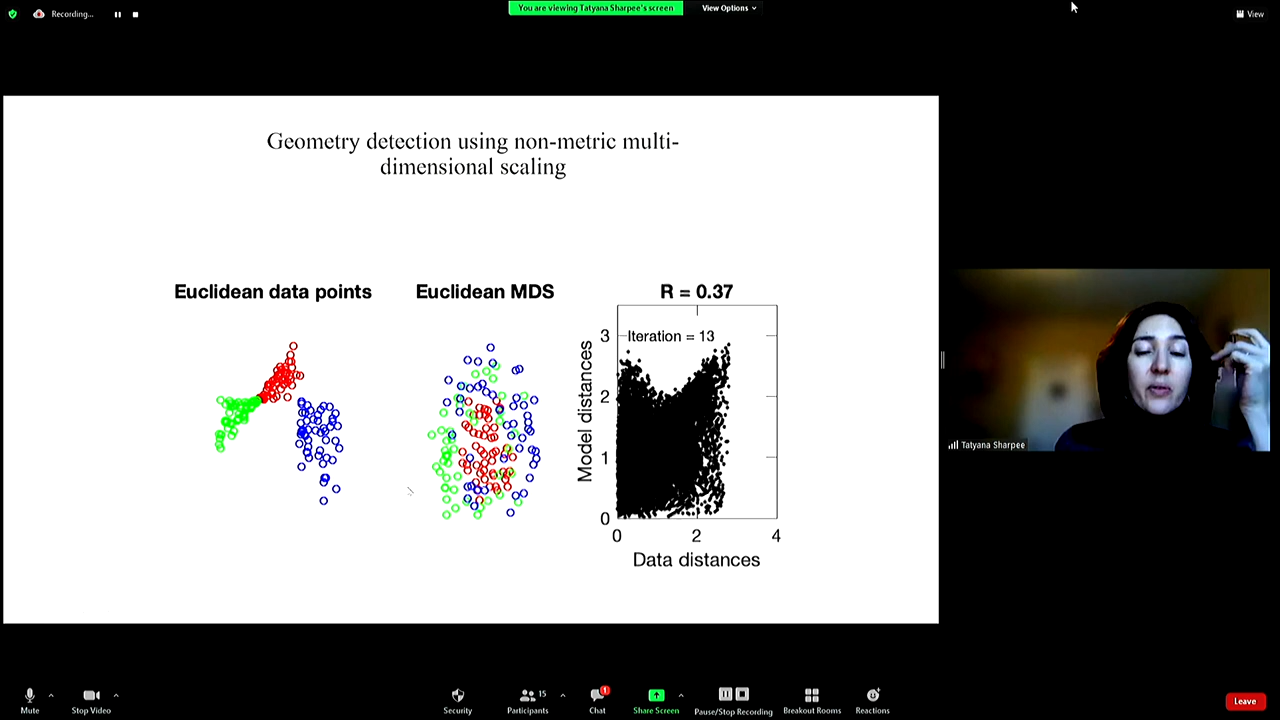 Recording...
You are viewing Tatyana Sharpee's screen
View Options
View
Geometry detection using non-metric multi-
dimensional scaling
Euclidean data points
Euclidean MDS
R = 0.37
Iteration = 13
3
2
1
0
Model distances
0 2 4
Data distances
Tatyana Sharpee
Mute
Stop Video
Security
Participants
15
Chat
1
Share Screen
Pause/Stop Recording
Breakout Rooms
Reactions
Leave